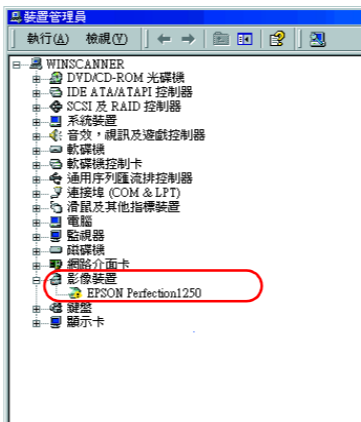 裝置管理員
執行(A) 檢視(V)
WINSCANNER
DVD/CD-ROM 光碟機
IDE ATA/ATAPI 控制器
SCSI 及 RAID 控制器
系統裝置
音效，視訊及遊戲控制器
軟碟機
軟碟機控制卡
通用序列匯流排控制器
連接埠 (COM & LPT)
滑鼠及其他指標裝置
電腦
監視器
磁碟機
網路介面卡
影像裝置
EPSON Perfection1250
鍵盤
顯示卡